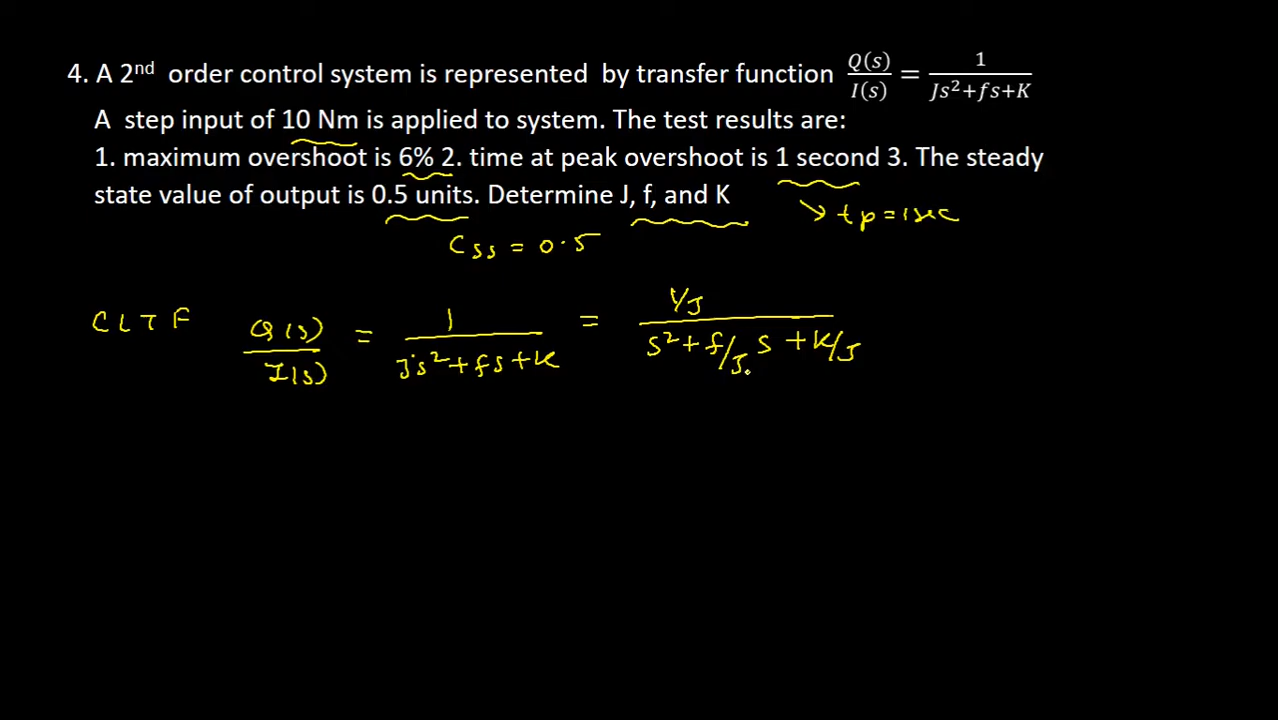 4. A 2nd order control system is represented by transfer function Q(s)/I(s) = 1/(Js²+fs+K)
A step input of 10 Nm is applied to system. The test results are:
1. maximum overshoot is 6% 2. time at peak overshoot is 1 second 3. The steady
state value of output is 0.5 units. Determine J, f, and K
→ tp = 1sec
Css = 0.5
CLTF Q(s)/I(s) = 1/(Js²+fs+K) = (1/J)/(s²+f/J s+K/J)